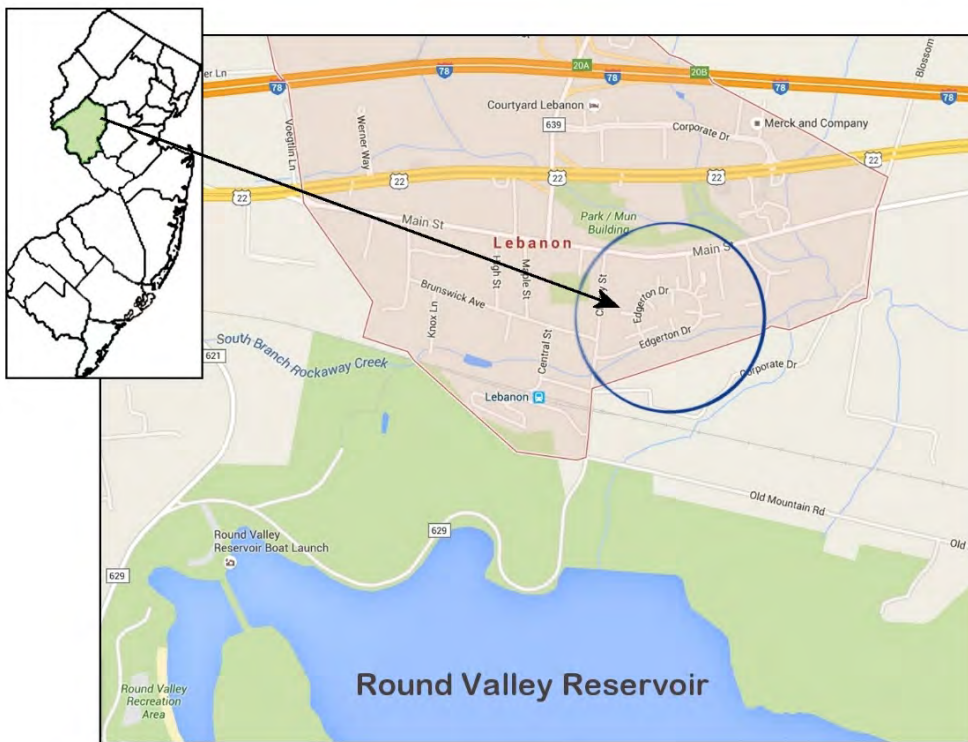 20A
20B
78
78
78
78
78
er Ln
Blossom
Courtyard Lebanon
639
Corporate Dr
Merck and Company
Voegtlin Ln
Werner Way
22
22
22
22
22
Main St
Park / Mun
Building
Lebanon
Main St
High St
Maple St
Brunswick Ave
Edgerton Dr
Knox Ln
Edgerton Dr
Central St
South Branch Rockaway Creek
621
Corporate Dr
Lebanon
Old Mountain Rd
Old
629
Round Valley
Reservoir Boat Launch
629
Round Valley Reservoir
Round Valley
Recreation
Area